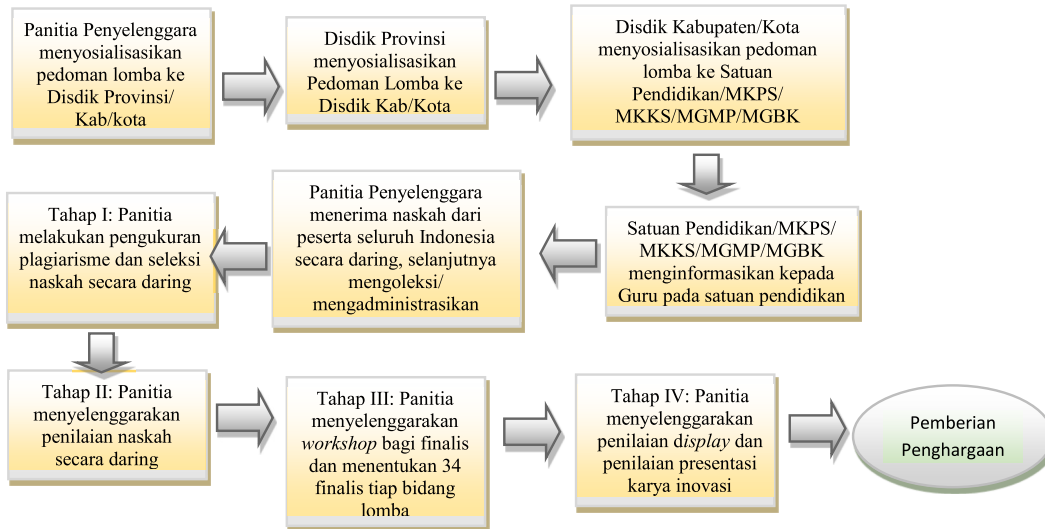 Panitia Penyelenggara
menyosialisasikan
pedoman lomba ke
Disdik Provinsi/
Kab/kota
Disdik Provinsi
menyosialisasikan
Pedoman Lomba ke
Disdik Kab/Kota
Disdik Kabupaten/Kota
menyosialisasikan pedoman
lomba ke Satuan
Pendidikan/MKPS/
MKKS/MGMP/MGBK
Satuan Pendidikan/MKPS/
MKKS/MGMP/MGBK
menginformasikan kepada
Guru pada satuan pendidikan
Panitia Penyelenggara
menerima naskah dari
peserta seluruh Indonesia
secara daring, selanjutnya
mengoleksi/
mengadministrasikan
Tahap I: Panitia
melakukan pengukuran
plagiarisme dan seleksi
naskah secara daring
Tahap II: Panitia
menyelenggarakan
penilaian naskah
secara daring
Tahap III: Panitia
menyelenggarakan
workshop bagi finalis
dan menentukan 34
finalis tiap bidang
lomba
Tahap IV: Panitia
menyelenggarakan
penilaian display dan
penilaian presentasi
karya inovasi
Pemberian
Penghargaan